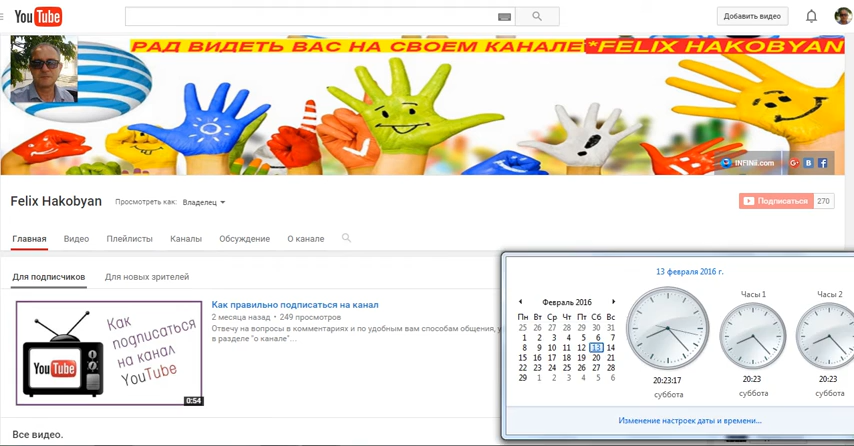 YouTube
Добавить видео
РАД ВИДЕТЬ ВАС НА СВОЕМ КАНАЛЕ*FELIX HAKOBYAN
INFINii.com
Felix Hakobyan Просмотреть как: Владелец
Подписаться 270
Главная Видео Плейлисты Каналы Обсуждение О канале
Для подписчиков Для новых зрителей
Как подписаться на канал YouTube
YouTube
0:54
Как правильно подписаться на канал
2 месяца назад • 249 просмотров
Отвечу на вопросы в комментариях и по удобным вам способам общения,
в разделе "о канале"...
Все видео.
13 февраля 2016 г.
Февраль 2016
Пн Вт Ср Чт Пт Сб Вс
25 26 27 28 29 30 31
1 2 3 4 5 6 7
8 9 10 11 12 13 14
15 16 17 18 19 20 21
22 23 24 25 26 27 28
29 1 2 3 4 5 6
20:23:17
суббота
Часы 1
20:23
суббота
Часы 2
20:23
суббота
Изменение настроек даты и времени...